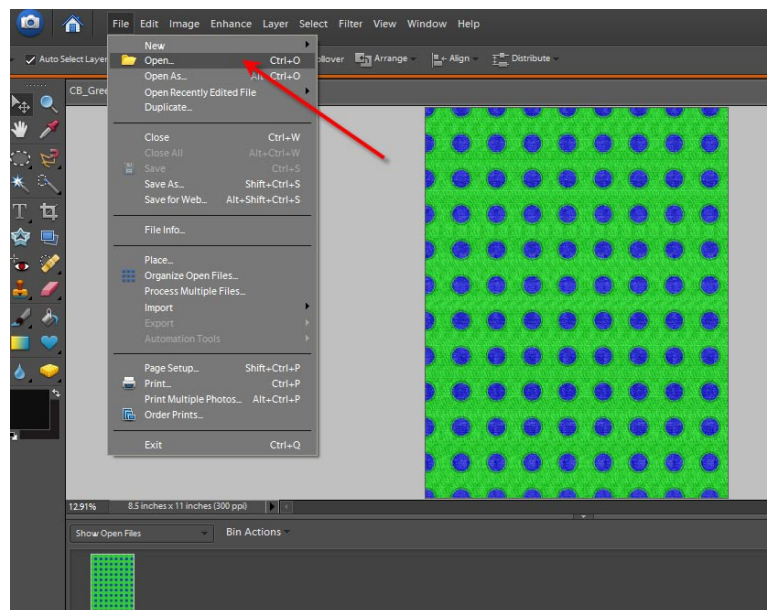 File Edit Image Enhance Layer Select Filter View Window Help
Auto Select Layer
Arrange
Align
Distribute
New
Open... Ctrl+O
Open As... Alt+Ctrl+O
Open Recently Edited File
Duplicate...
Close Ctrl+W
Close All Alt+Ctrl+W
Save Ctrl+S
Save As... Shift+Ctrl+S
Save for Web... Alt+Shift+Ctrl+S
File Info...
Place...
Organize Open Files...
Process Multiple Files...
Import
Export
Automation Tools
Page Setup... Shift+Ctrl+P
Print... Ctrl+P
Print Multiple Photos... Alt+Ctrl+P
Order Prints...
Exit Ctrl+Q
12.91% 8.5 inches x 11 inches (300 ppi)
Show Open Files Bin Actions